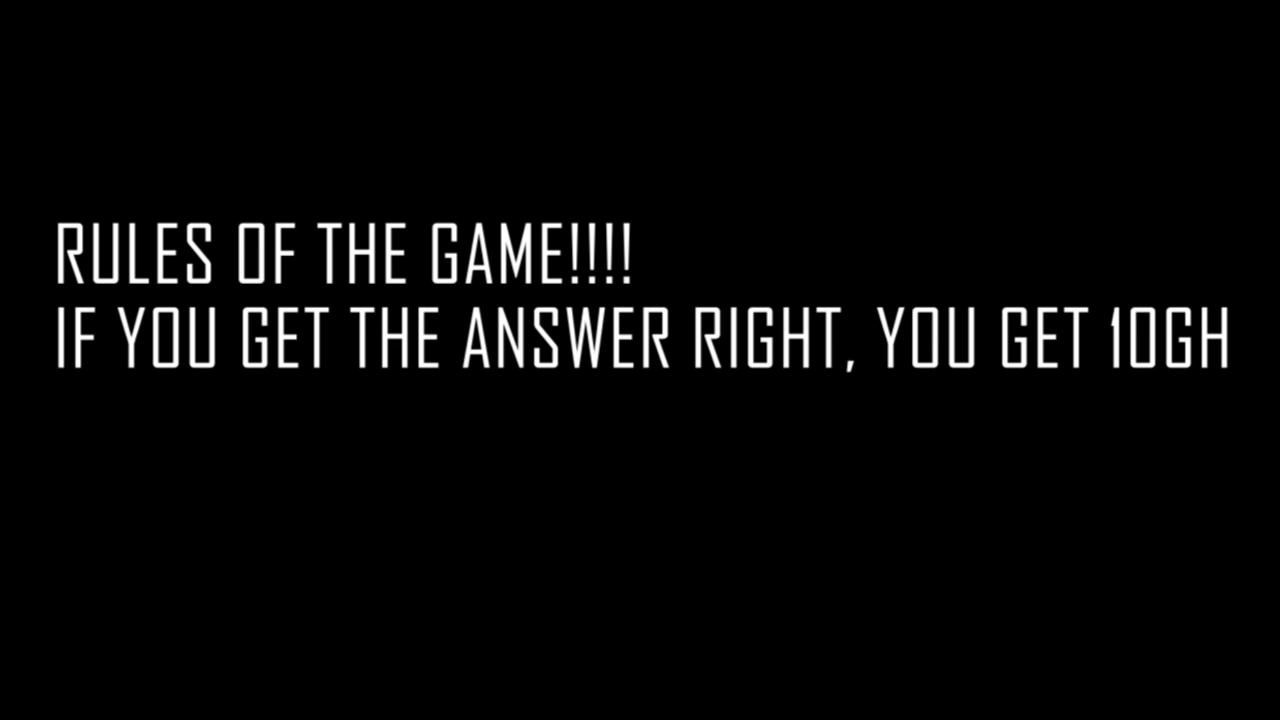 RULES OF THE GAME!!!!
IF YOU GET THE ANSWER RIGHT, YOU GET 10GH